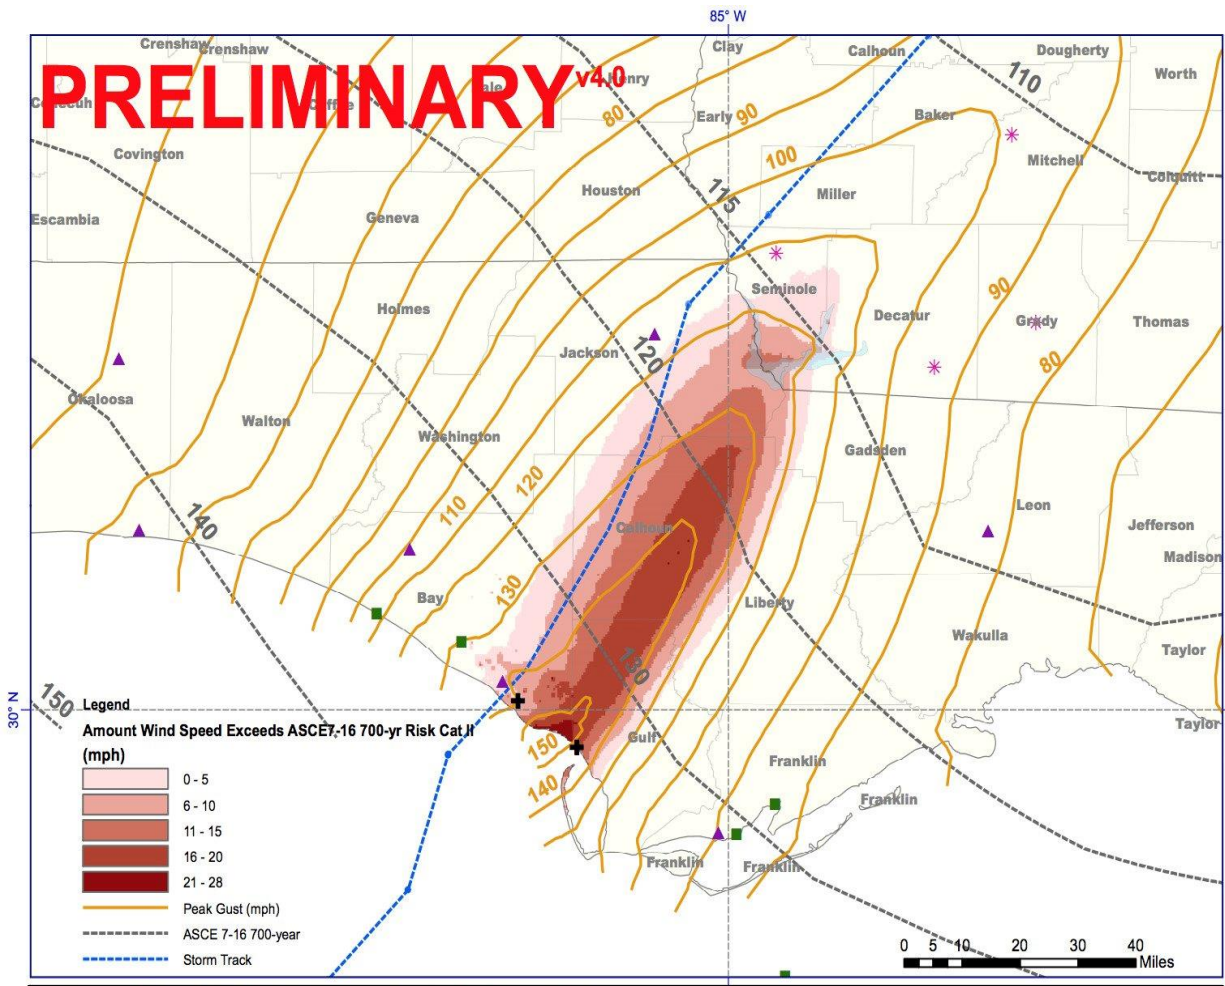 85° W
Crenshaw
Crenshaw
Clay
Calhoun
Dougherty
110
Worth
PRELIMINARY v4.0
Henry
80
Early
90
Baker
Covington
100
Mitchell
Colquitt
Houston
115
Miller
Escambia
Geneva
Seminole
90
Holmes
Decatur
Grady
Thomas
Jackson
120
80
Okaloosa
Walton
Washington
Gadsden
120
110
140
Calhoun
Leon
Jefferson
Madison
130
Bay
Liberty
Wakulla
Taylor
130
30° N
150
Legend
Taylor
Amount Wind Speed Exceeds ASCE7-16 700-yr Risk Cat II
(mph)
150
Gulf
140
Franklin
Franklin
0 - 5
6 - 10
11 - 15
16 - 20
21 - 28
Franklin
Franklin
Peak Gust (mph)
ASCE 7-16 700-year
Storm Track
0 5 10 20 30 40
Miles